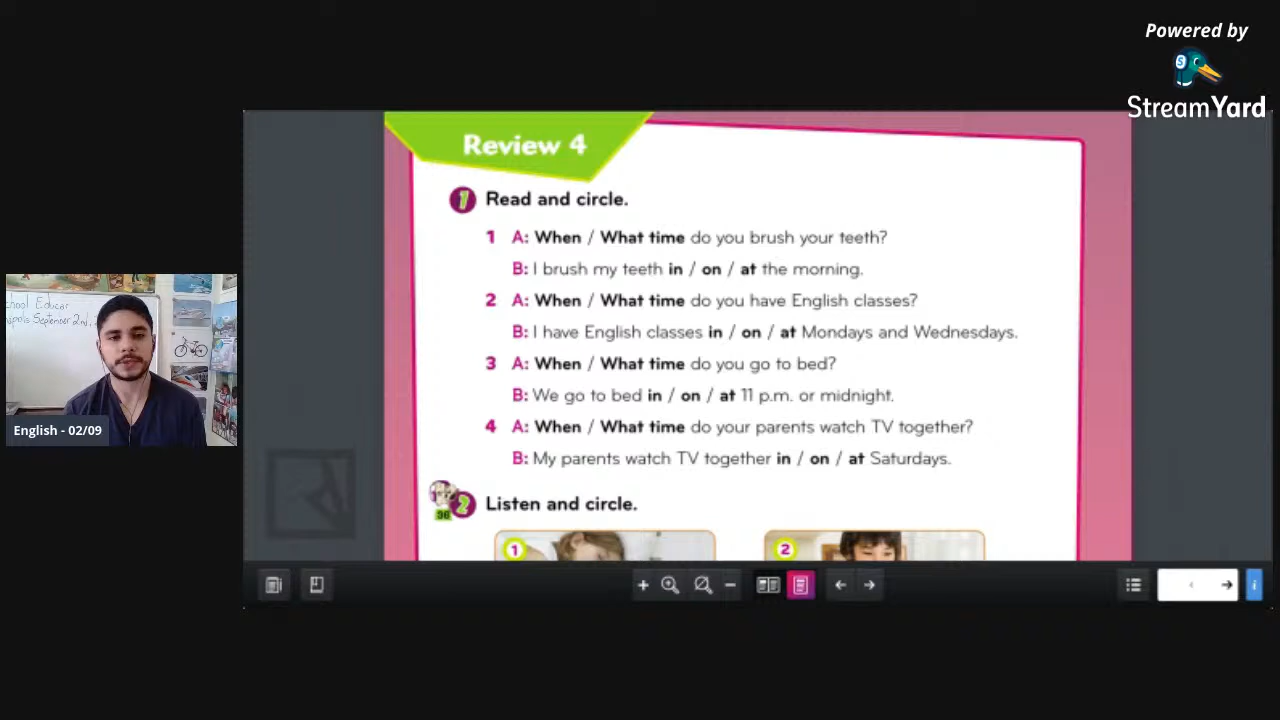 Powered by
StreamYard
Review 4
1 Read and circle.
1 A: When / What time do you brush your teeth?
B: I brush my teeth in / on / at the morning.
2 A: When / What time do you have English classes?
B: I have English classes in / on / at Mondays and Wednesdays.
3 A: When / What time do you go to bed?
B: We go to bed in / on / at 11 p.m. or midnight.
4 A: When / What time do your parents watch TV together?
B: My parents watch TV together in / on / at Saturdays.
2 Listen and circle.
1
2
chool Educar
September 2nd
English - 02/09